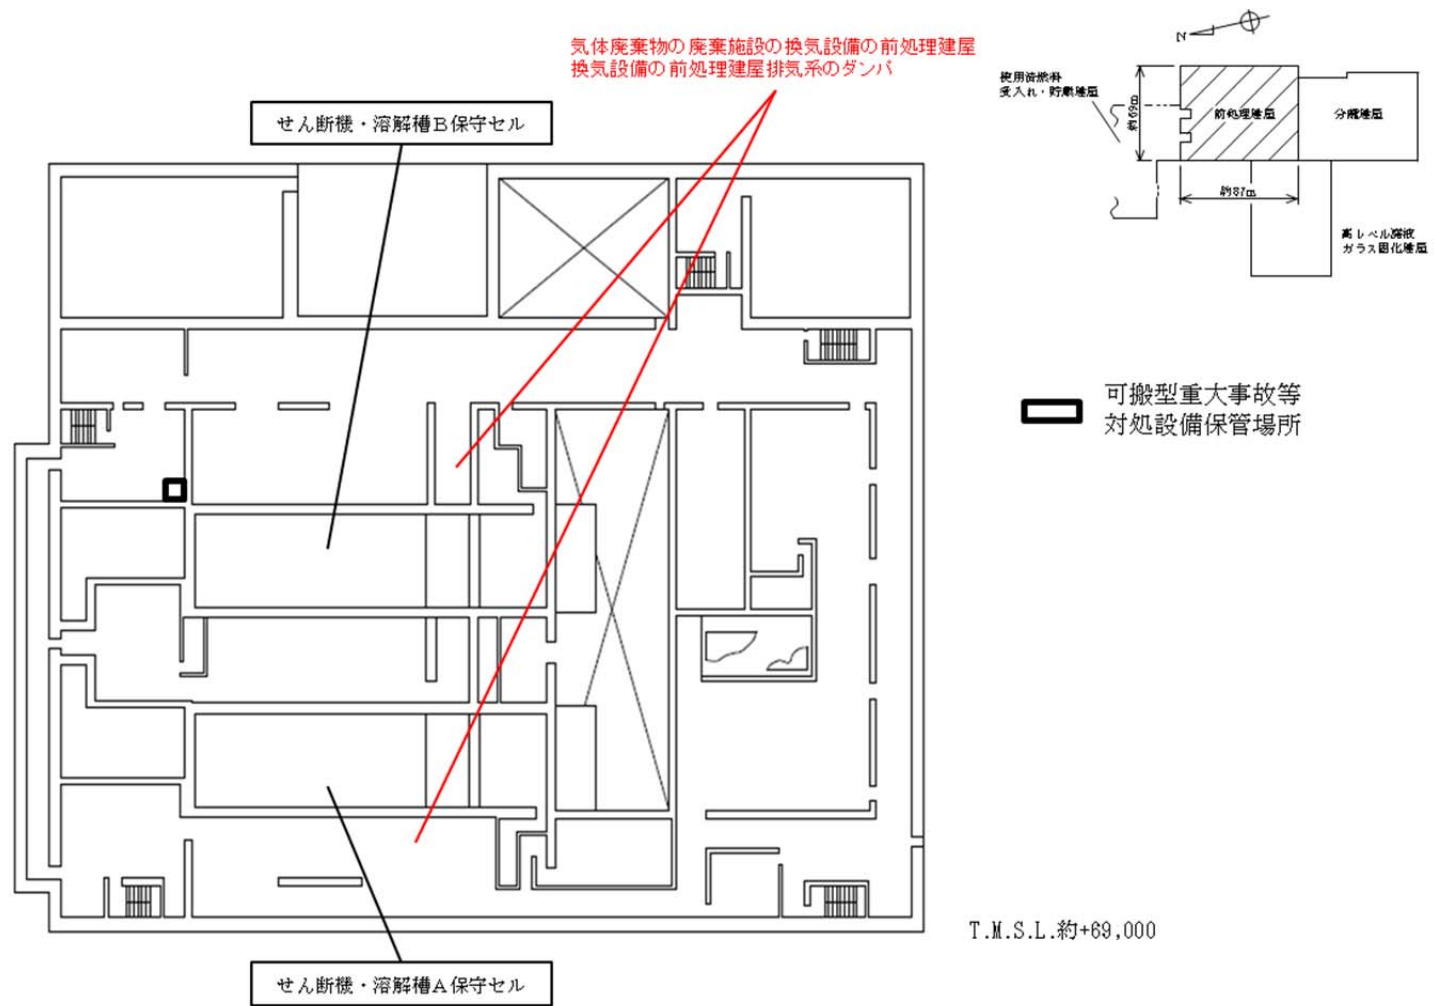 気体廃棄物の廃棄施設の換気設備の前処理建屋
換気設備の前処理建屋排気系のダンパ
せん断機・溶解槽B保守セル
N
使用済燃料
受入れ・貯蔵建屋
約69m
前処理建屋
分離建屋
約87m
高レベル廃液
ガラス固化建屋
可搬型重大事故等
対処設備保管場所
T.M.S.L.約+69,000
せん断機・溶解槽A保守セル